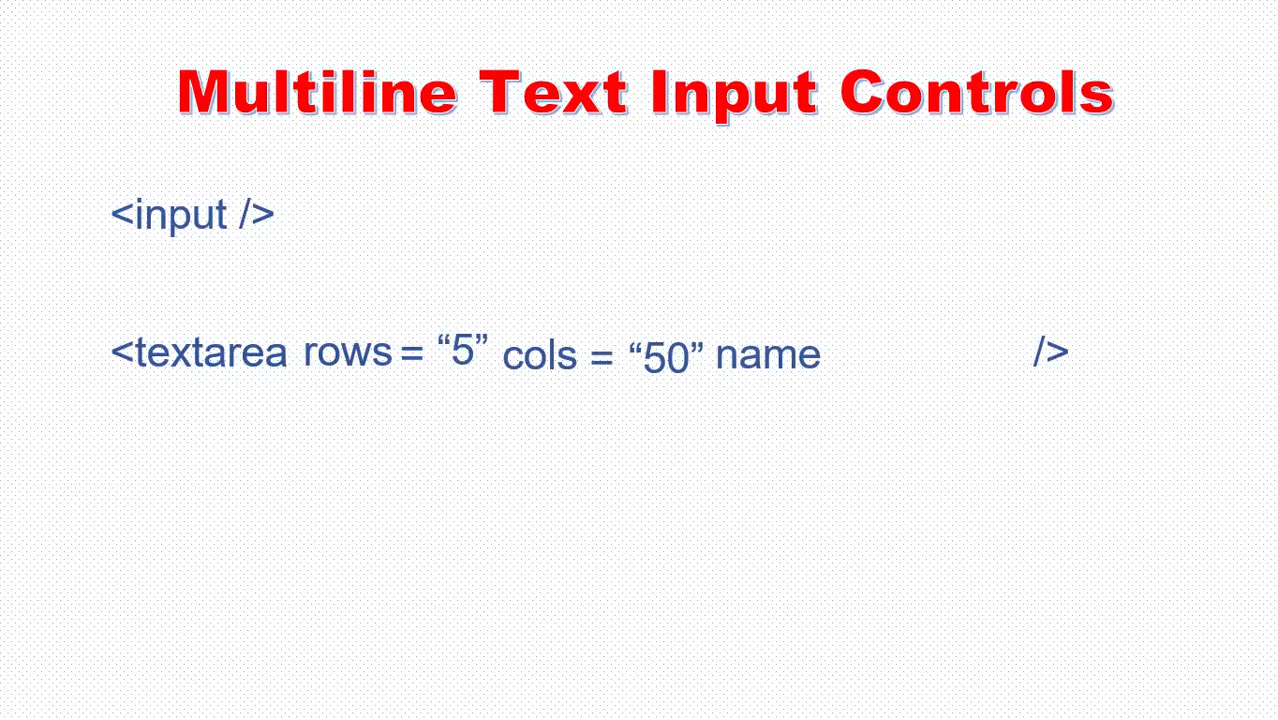 Multiline Text Input Controls
<input />
<textarea rows = “5” cols = “50” name />